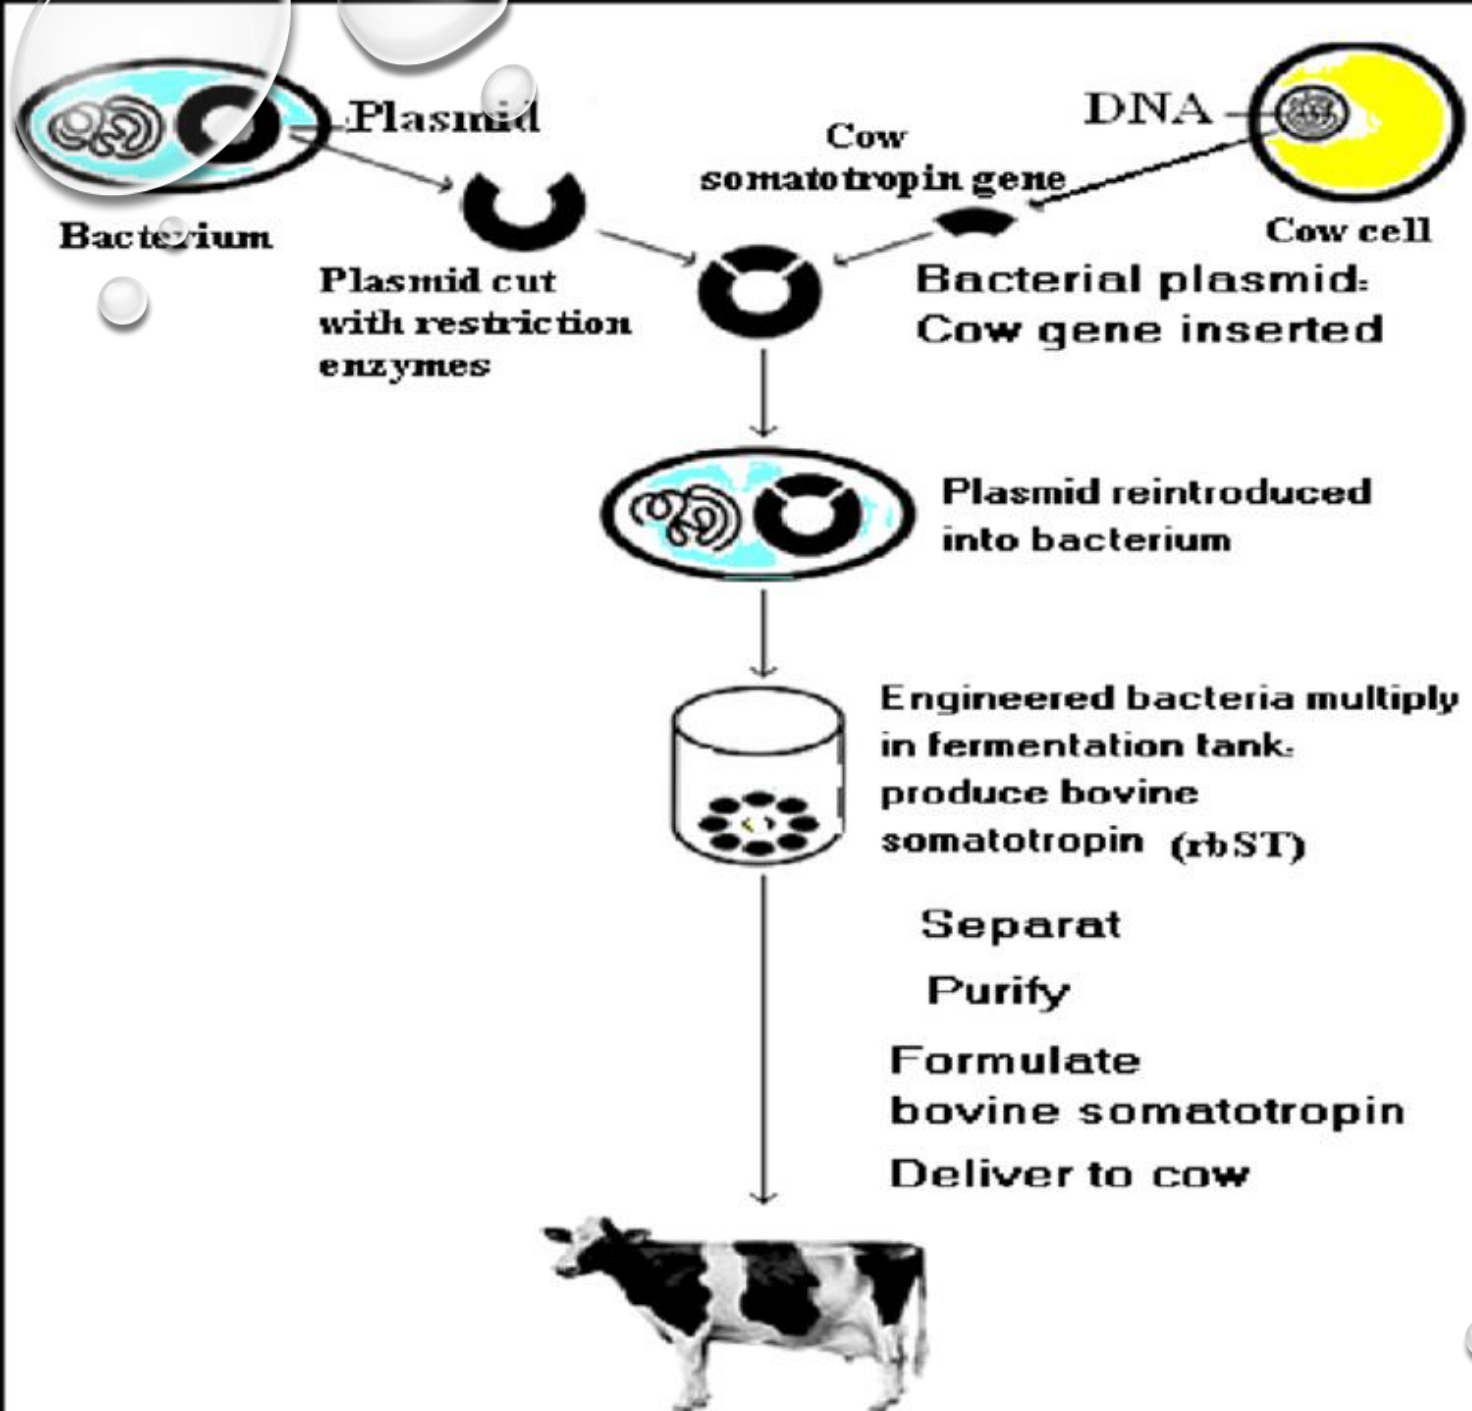 Plasmid
DNA
Cow
somatotropin gene
Bacterium
Cow cell
Plasmid cut
with restriction
enzymes
Bacterial plasmid:
Cow gene inserted
Plasmid reintroduced
into bacterium
Engineered bacteria multiply
in fermentation tank:
produce bovine
somatotropin (rbST)
Separat
Purify
Formulate
bovine somatotropin
Deliver to cow